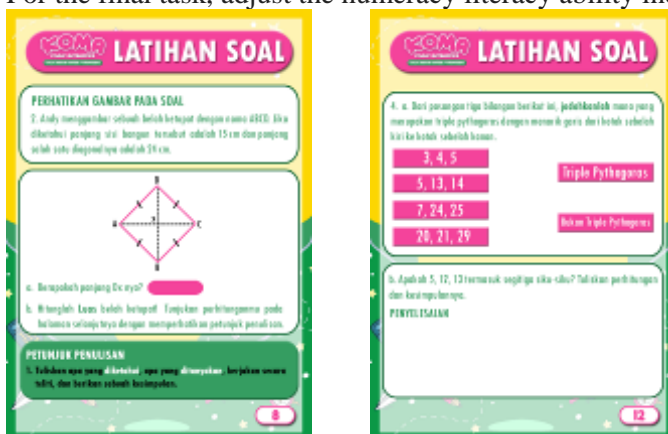 For the final task, adjust the numeracy literacy ability
KOMP
LATIHAN SOAL
PERHATIKAN GAMBAR PADA SOAL
2. Andy menggambar sebuah belah ketupat dengan nama ABCD. Jika
diketahui panjang sisi bangun tersebut adalah 15 cm dan panjang
salah satu diagonalnya adalah 24 cm.
C
a. Berapakah panjang Ox nya?
b. Hitunglah Luas belah ketupat! Tunjukan perhitunganmu pada
halaman selanjutnya dengan memperhatikan petunjuk penulisan.
PETUNJUK PENULISAN
1. Tuliskan apa yang diketahui, apa yang ditanyakan, kerjakan secara
teliti, dan berikan sebuah kesimpulan.
8
KOMP
LATIHAN SOAL
4. a. Dari pasangan tiga bilangan berikut ini, jodohkanlah mana yang
merupakan triple pythagoras dengan menarik garis dari kotak sebelah
kiri ke kotak sebelah kanan.
3, 4, 5
5, 13, 14
7, 24, 25
20, 21, 29
Triple Pythagoras
Bukan Triple Pythagoras
b. Apakah 5, 12, 13 termasuk segitiga siku-siku? Tuliskan perhitungan
dan kesimpulannya.
PENYELESAIAN
12